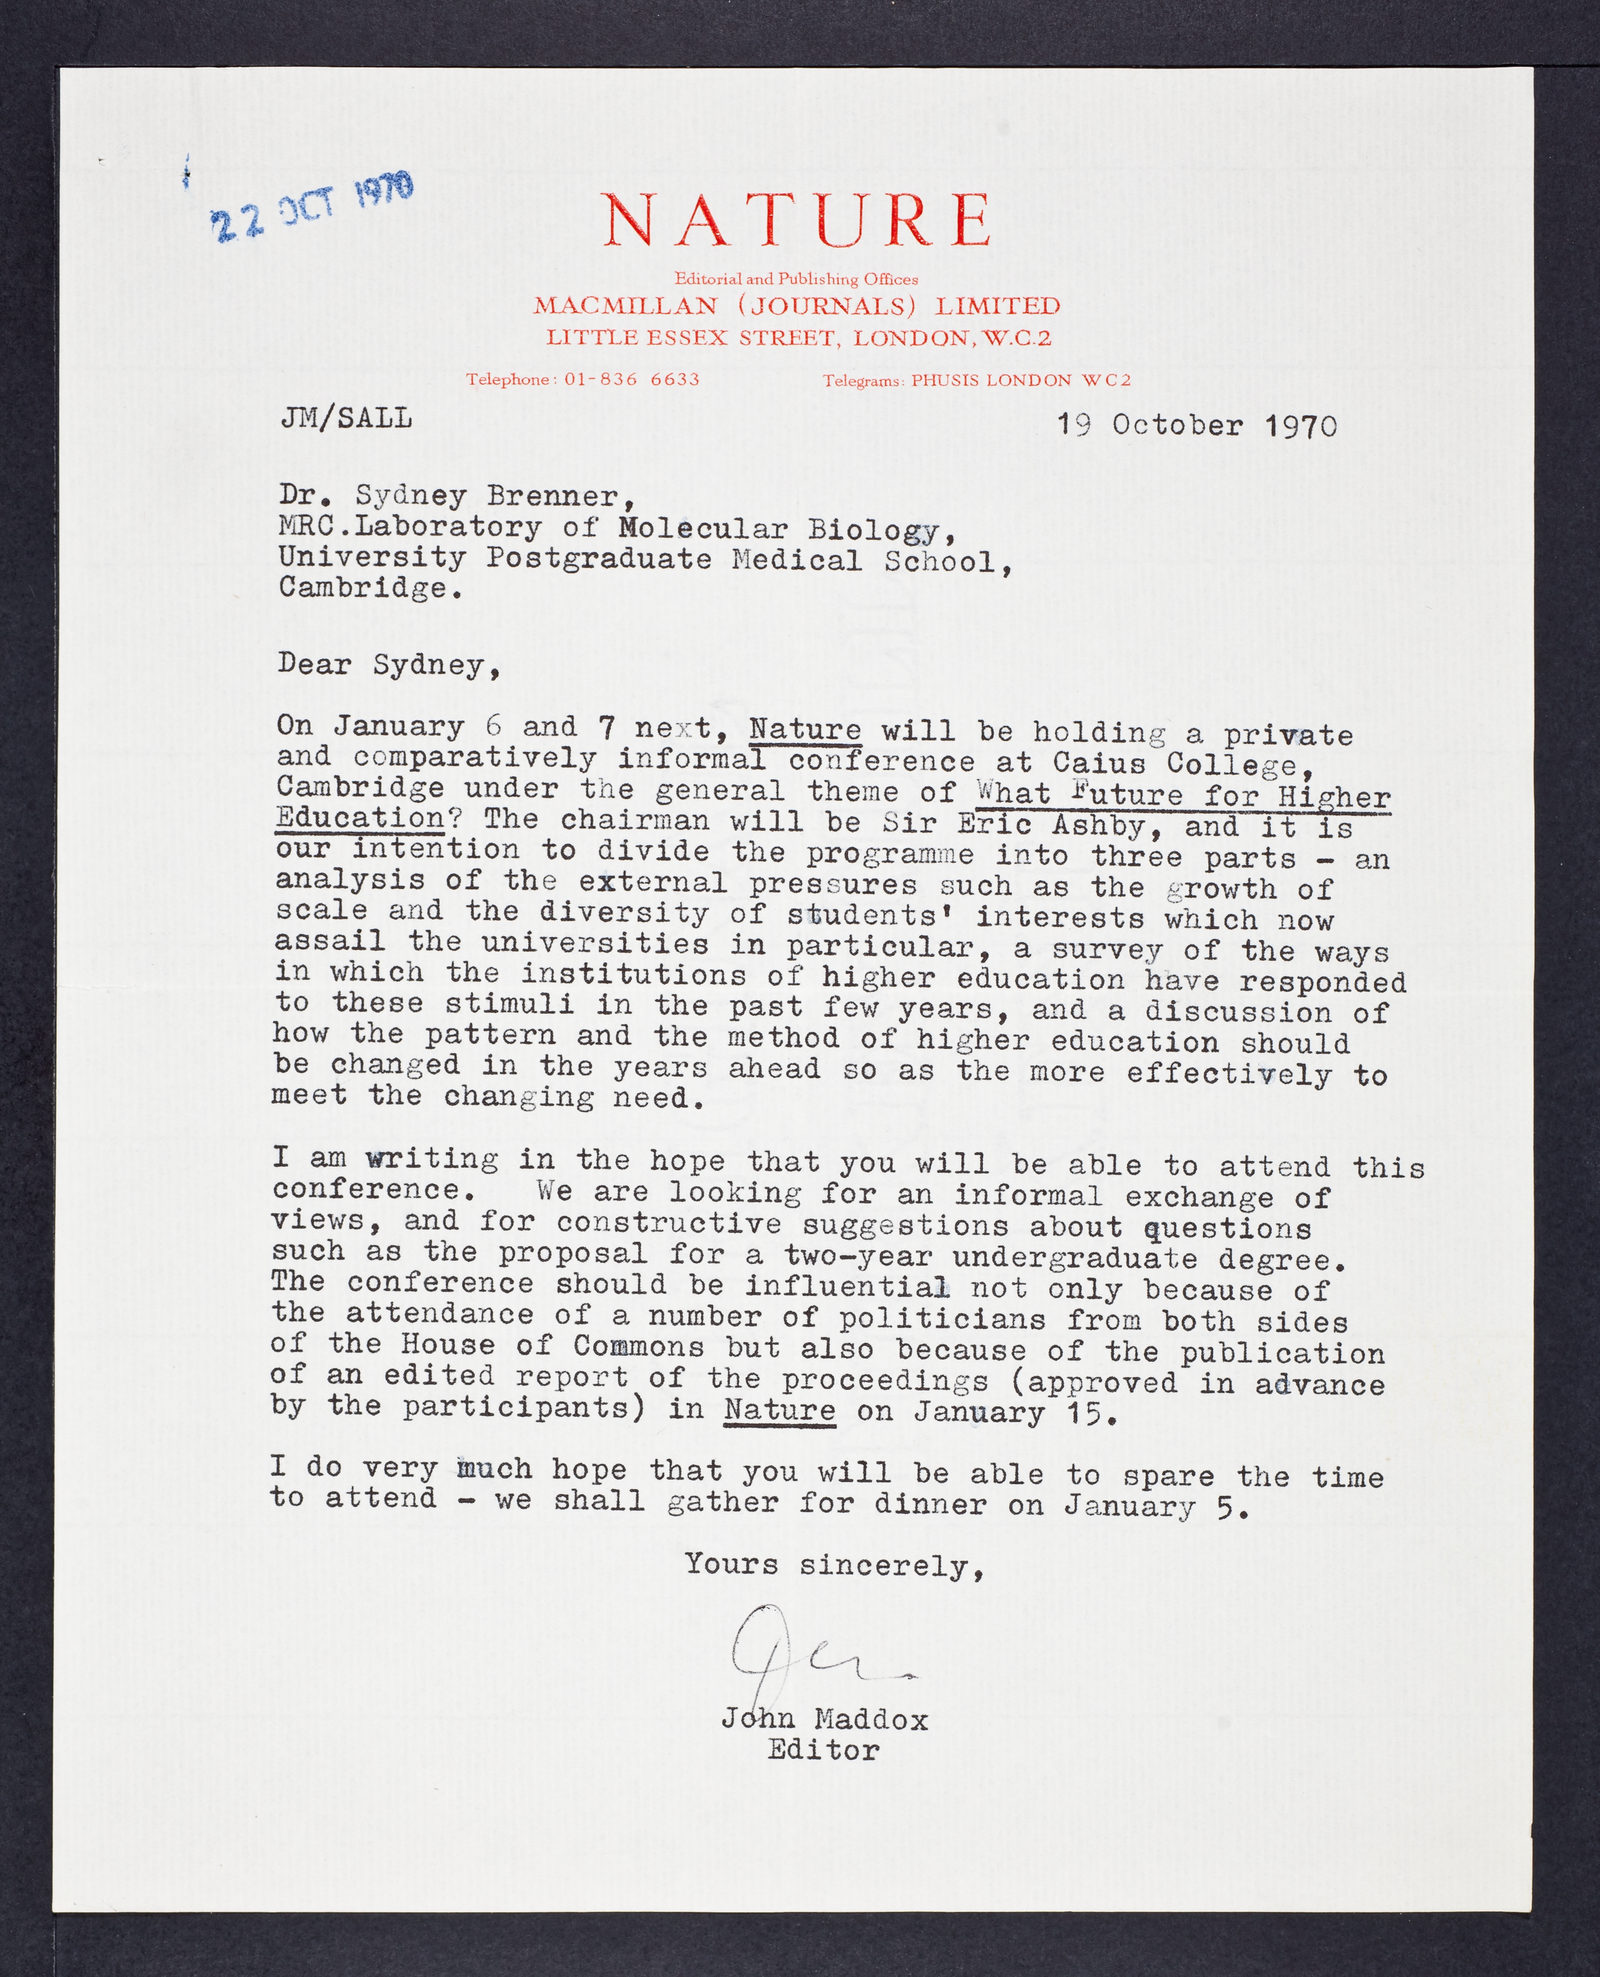 22 OCT 1970
NATURE
Editorial and Publishing Offices
MACMILLAN (JOURNALS) LIMITED
LITTLE ESSEX STREET, LONDON, W.C.2
Telephone: 01-836 6633 Telegrams: PHUSIS LONDON WC2
JM/SALL 19 October 1970
Dr. Sydney Brenner,
MRC.Laboratory of Molecular Biology,
University Postgraduate Medical School,
Cambridge.
Dear Sydney,
On January 6 and 7 next, Nature will be holding a private
and comparatively informal conference at Caius College,
Cambridge under the general theme of What Future for Higher
Education? The chairman will be Sir Eric Ashby, and it is
our intention to divide the programme into three parts - an
analysis of the external pressures such as the growth of
scale and the diversity of students' interests which now
assail the universities in particular, a survey of the ways
in which the institutions of higher education have responded
to these stimuli in the past few years, and a discussion of
how the pattern and the method of higher education should
be changed in the years ahead so as the more effectively to
meet the changing need.
I am writing in the hope that you will be able to attend this
conference. We are looking for an informal exchange of
views, and for constructive suggestions about questions
such as the proposal for a two-year undergraduate degree.
The conference should be influential not only because of
the attendance of a number of politicians from both sides
of the House of Commons but also because of the publication
of an edited report of the proceedings (approved in advance
by the participants) in Nature on January 15.
I do very much hope that you will be able to spare the time
to attend - we shall gather for dinner on January 5.
Yours sincerely,
John Maddox
Editor